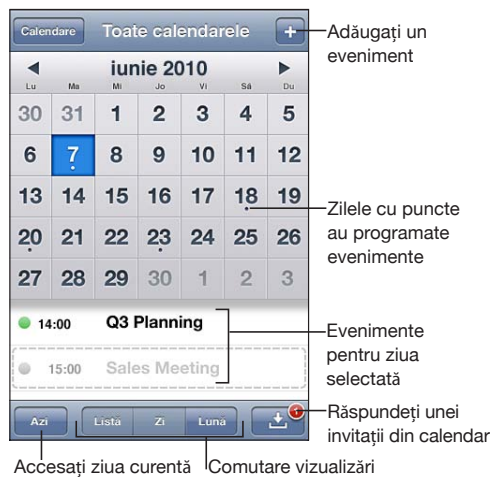 Calendare Toate calendarele +
Adăugați un
eveniment
iunie 2010
Lu Ma Mi Jo Vi Sâ Du
30 31 1 2 3 4 5
6 7 8 9 10 11 12
13 14 15 16 17 18 19
Zilele cu puncte
au programate
evenimente
20 21 22 23 24 25 26
27 28 29 30 1 2 3
14:00 Q3 Planning
15:00 Sales Meeting
Evenimente
pentru ziua
selectată
Azi Listă Zi Lună 1
Răspundeți unei
invitații din calendar
Accesați ziua curentă Comutare vizualizări